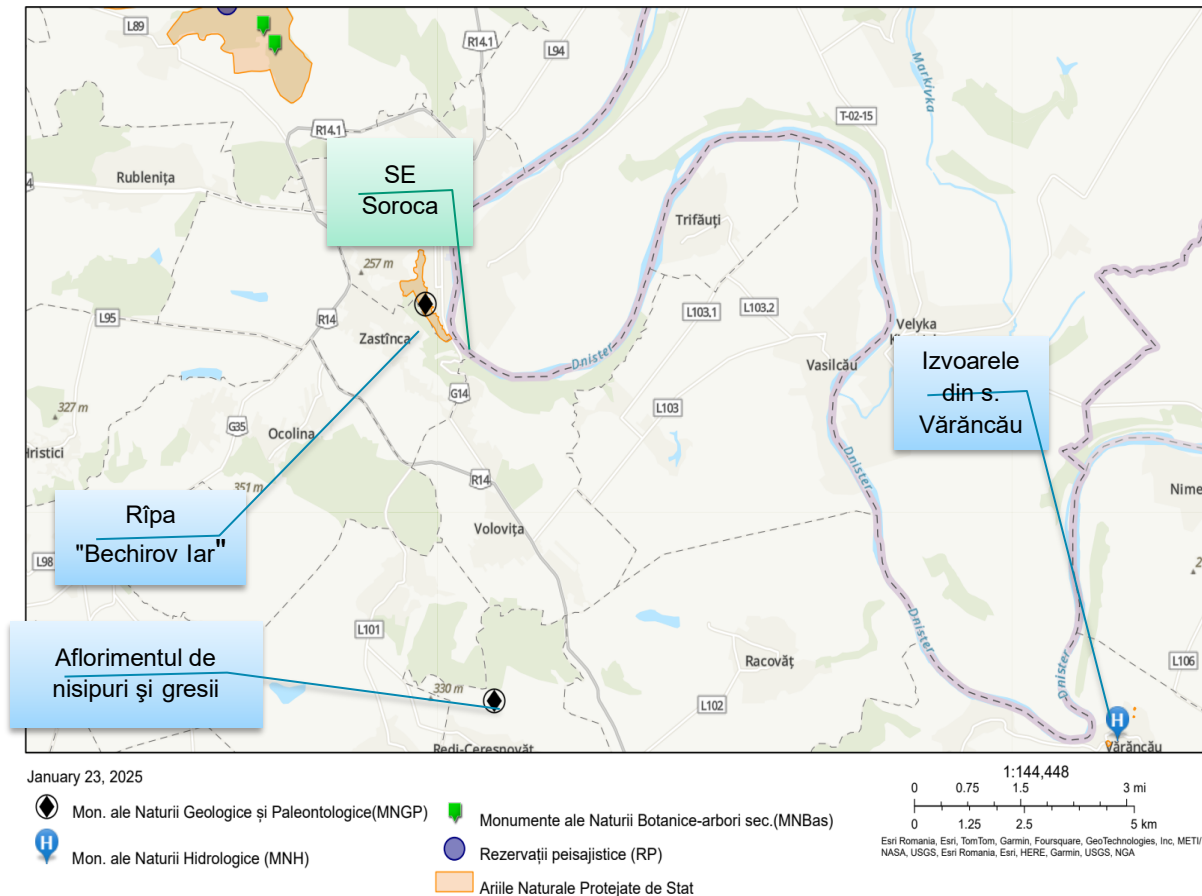 L89
R14.1
L94
Markivka
T-02-15
R14.1
Rublenița
4
SE
Soroca
Trifăuți
257 m
L103,1
L103,2
L95
R14
Zastînca
Velyka
Dnister
Vasilcău
Izvoarele
din s.
Vărăncău
G14
327 m
L103
Hristici
G35
Ocolina
Dnister
351 m
R14
Nime
Rîpa
"Bechirov Iar"
Volovița
L98
L101
Aflorimentul de
nisipuri şi gresii
Racovăț
Dnister
Dnister
L106
330 m
L102
Redi-Cereșnovăț
H
Vărăncău
January 23, 2025
1:144,448
0 0.75 1.5 3 mi
0 1.25 2.5 5 km
Mon. ale Naturii Geologice și Paleontologice(MNGP)
Monumente ale Naturii Botanice-arbori sec.(MNBas)
H
Mon. ale Naturii Hidrologice (MNH)
Rezervații peisajistice (RP)
Ariile Naturale Protejate de Stat
Esri Romania, Esri, TomTom, Garmin, Foursquare, GeoTechnologies, Inc, METI/
NASA, USGS, Esri Romania, Esri, HERE, Garmin, USGS, NGA